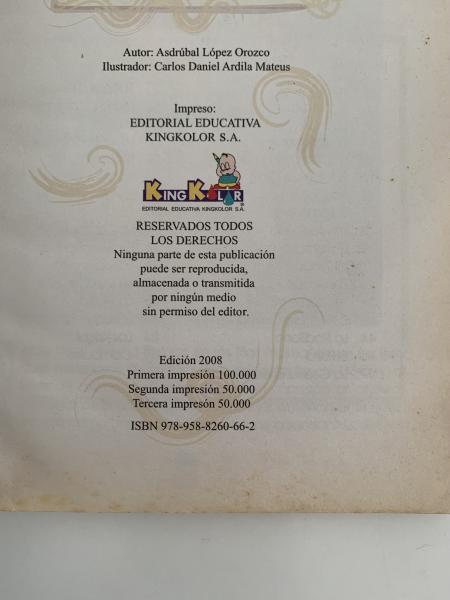 Autor: Asdrúbal López Orozco
Ilustrador: Carlos Daniel Ardila Mateus
Impreso:
EDITORIAL EDUCATIVA
KINGKOLOR S.A.
KING KOLOR
EDITORIAL EDUCATIVA KINGKOLOR S.A.
RESERVADOS TODOS
LOS DERECHOS
Ninguna parte de esta publicación
puede ser reproducida,
almacenada o transmitida
por ningún medio
sin permiso del editor.
Edición 2008
Primera impresión 100.000
Segunda impresión 50.000
Tercera impresón 50.000
ISBN 978-958-8260-66-2